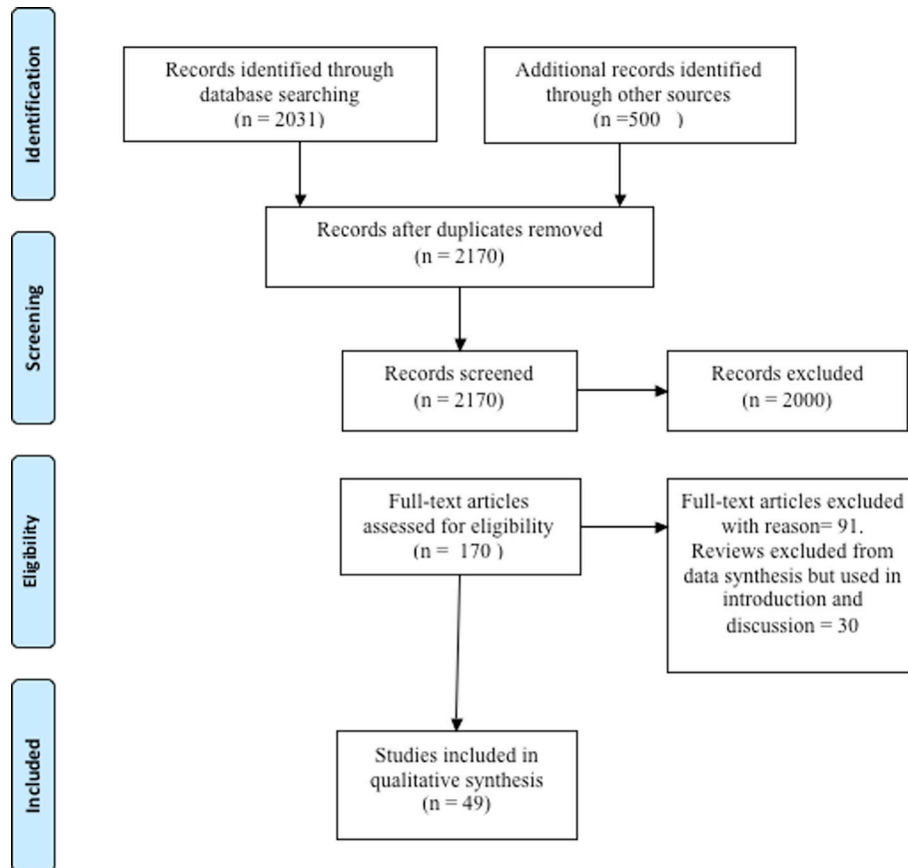 Identification
Records identified through
database searching
(n = 2031)
Additional records identified
through other sources
(n =500   )
Screening
Records after duplicates removed
(n = 2170)
Records screened
(n = 2170)
Records excluded
(n = 2000)
Eligibility
Full-text articles
assessed for eligibility
(n =  170 )
Full-text articles excluded
with reason= 91.
Reviews excluded from
data synthesis but used in
introduction and
discussion = 30
Included
Studies included in
qualitative synthesis
(n = 49)